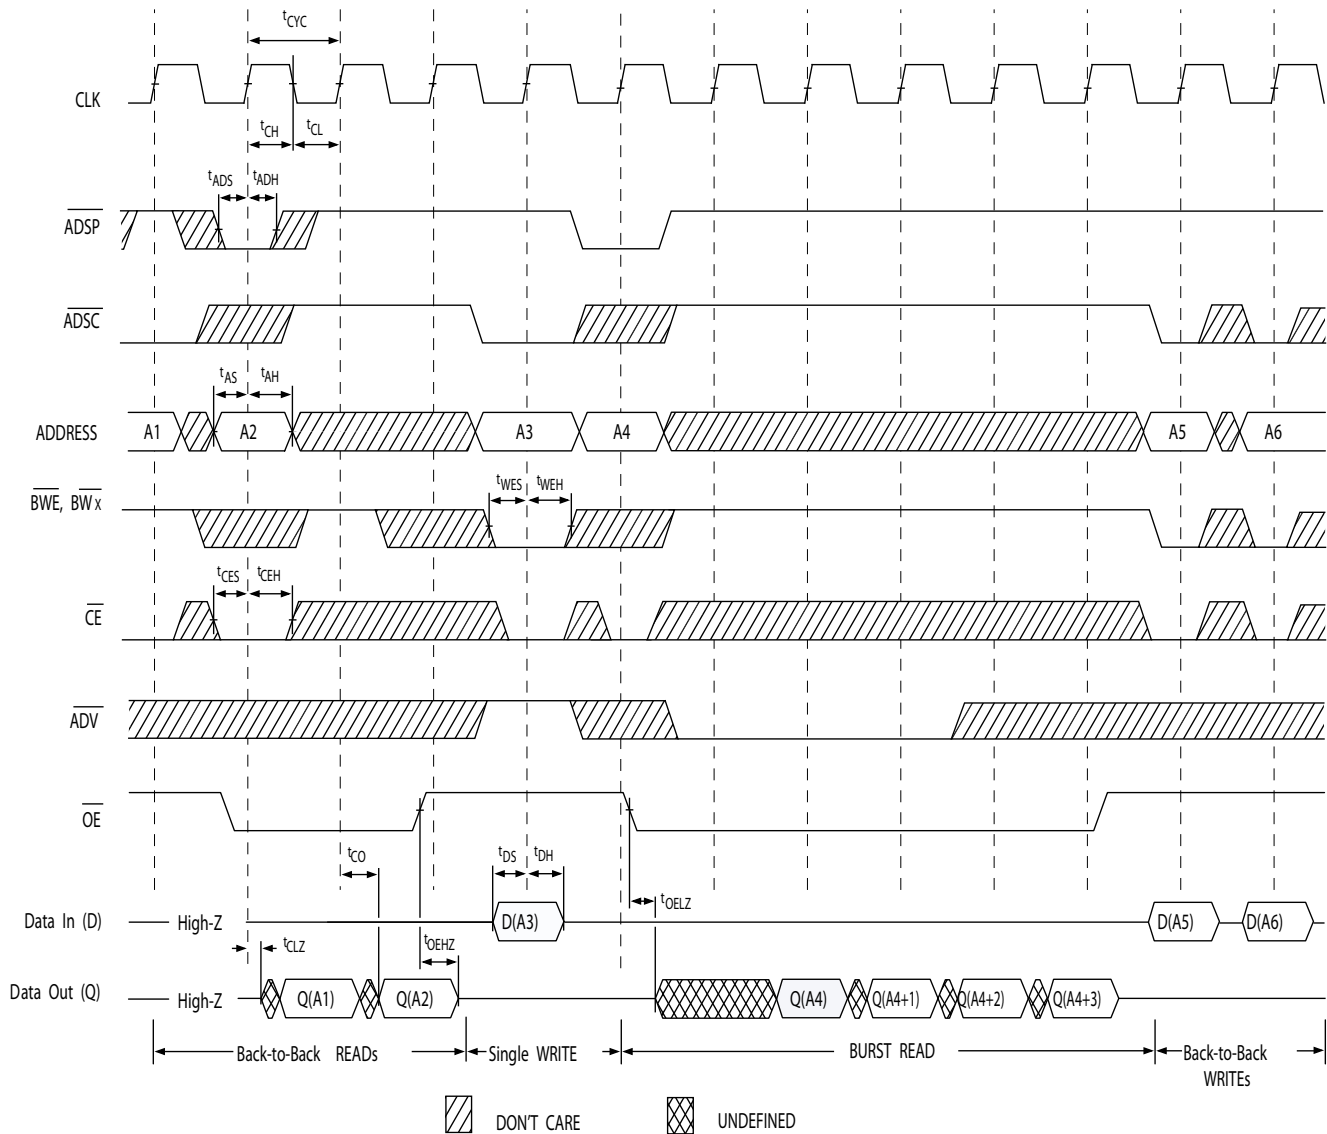 tCYC
CLK
tCH
tCL
tADS
tADH
ADSP
ADSC
tAS
tAH
ADDRESS
A1
A2
A3
A4
A5
A6
tWES
tWEH
BWE, BWx
tCES
tCEH
CE
ADV
OE
tCO
tDS
tDH
tOELZ
Data In (D)
High-Z
D(A3)
D(A5)
D(A6)
tCLZ
tOEHZ
Data Out (Q)
High-Z
Q(A1)
Q(A2)
Q(A4)
Q(A4+1)
Q(A4+2)
Q(A4+3)
Back-to-Back READs
Single WRITE
BURST READ
Back-to-Back
WRITEs
DON'T CARE
UNDEFINED